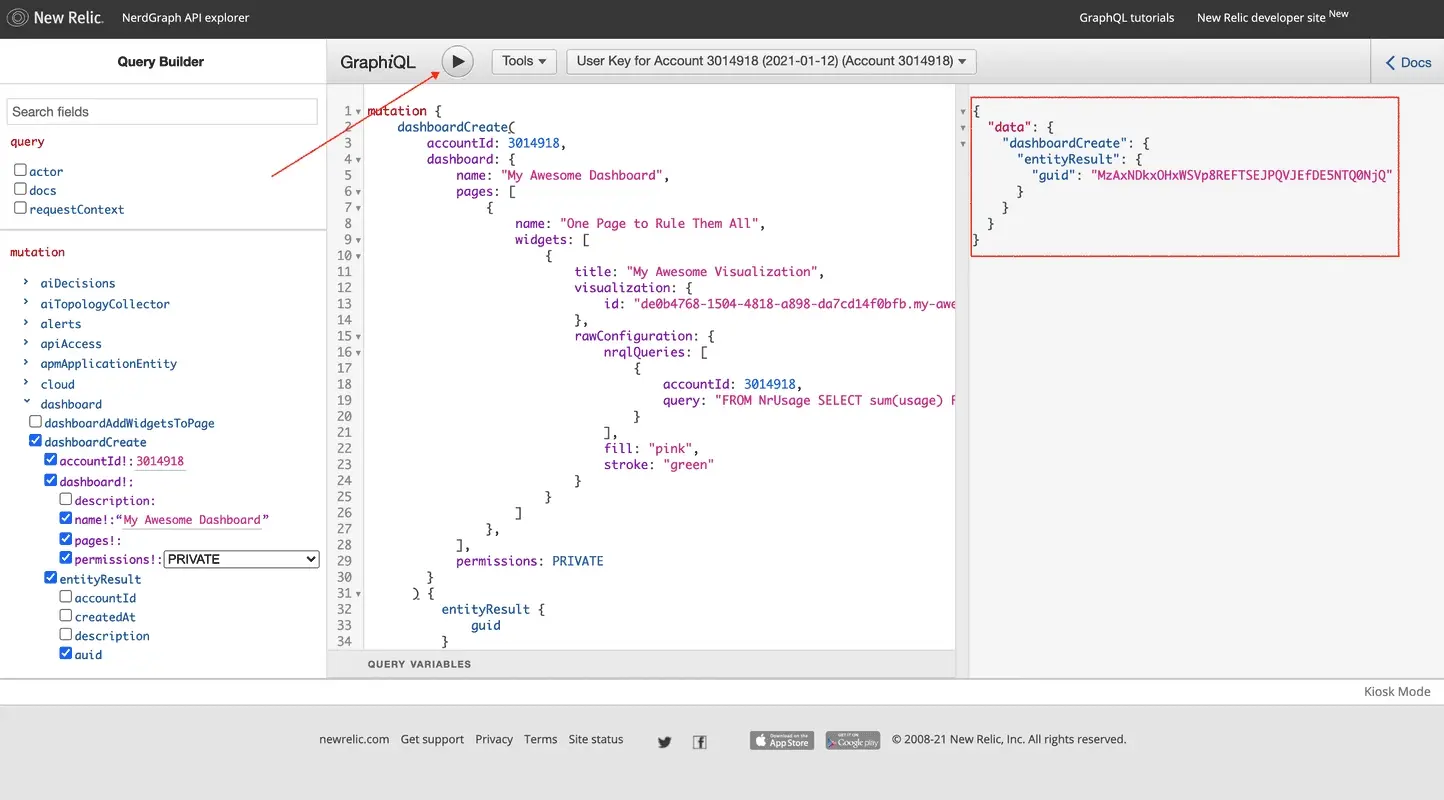 New Relic. NerdGraph API explorer GraphQL tutorials New Relic developer site New
Query Builder
GraphiQL Tools User Key for Account 3014918 (2021-01-12) (Account 3014918) Docs
Search fields
query
actor
docs
requestContext
mutation
aiDecisions
aiTopologyCollector
alerts
apiAccess
apmApplicationEntity
cloud
dashboard
dashboardAddWidgetsToPage
dashboardCreate
accountId!: 3014918
dashboard!:
description:
name!:“My Awesome Dashboard”
pages!:
permissions!: PRIVATE
entityResult
accountId
createdAt
description
guid
1 mutation {
2 dashboardCreate(
3 accountId: 3014918,
4 dashboard: {
5 name: "My Awesome Dashboard",
6 pages: [
7 {
8 name: "One Page to Rule Them All",
9 widgets: [
10 {
11 title: "My Awesome Visualization",
12 visualization: {
13 id: "de0b4768-1504-4818-a898-da7cd14f0bfb.my-awe
14 },
15 rawConfiguration: {
16 nrqlQueries: [
17 {
18 accountId: 3014918,
19 query: "FROM NrUsage SELECT sum(usage) F
20 }
21 ],
22 fill: "pink",
23 stroke: "green"
24 }
25 }
26 ]
27 },
28 ],
29 permissions: PRIVATE
30 }
31 ) {
32 entityResult {
33 guid
34 }
QUERY VARIABLES
{
"data": {
"dashboardCreate": {
"entityResult": {
"guid": "MzAxNDkxOHxWSVp8REFTSEJPQVJEfDE5NTQ0NjQ"
}
}
}
}
Kiosk Mode
newrelic.com Get support Privacy Terms Site status Download on the App Store GET IT ON Google play © 2008-21 New Relic, Inc. All rights reserved.